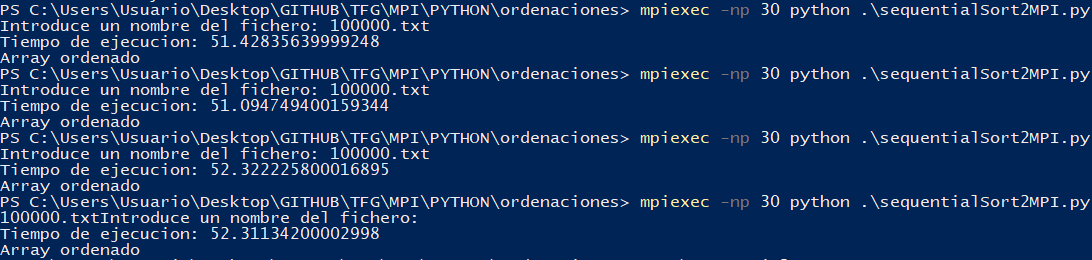 PS C:\Users\Usuario\Desktop\GITHUB\TFG\MPI\PYTHON\ordenaciones> mpiexec -np 30 python .\sequentialSort2MPI.py
Introduce un nombre del fichero: 100000.txt
Tiempo de ejecucion: 51.42835639999248
Array ordenado
PS C:\Users\Usuario\Desktop\GITHUB\TFG\MPI\PYTHON\ordenaciones> mpiexec -np 30 python .\sequentialSort2MPI.py
Introduce un nombre del fichero: 100000.txt
Tiempo de ejecucion: 51.094749400159344
Array ordenado
PS C:\Users\Usuario\Desktop\GITHUB\TFG\MPI\PYTHON\ordenaciones> mpiexec -np 30 python .\sequentialSort2MPI.py
Introduce un nombre del fichero: 100000.txt
Tiempo de ejecucion: 52.322225800016895
Array ordenado
PS C:\Users\Usuario\Desktop\GITHUB\TFG\MPI\PYTHON\ordenaciones> mpiexec -np 30 python .\sequentialSort2MPI.py
100000.txtIntroduce un nombre del fichero:
Tiempo de ejecucion: 52.31134200002998
Array ordenado